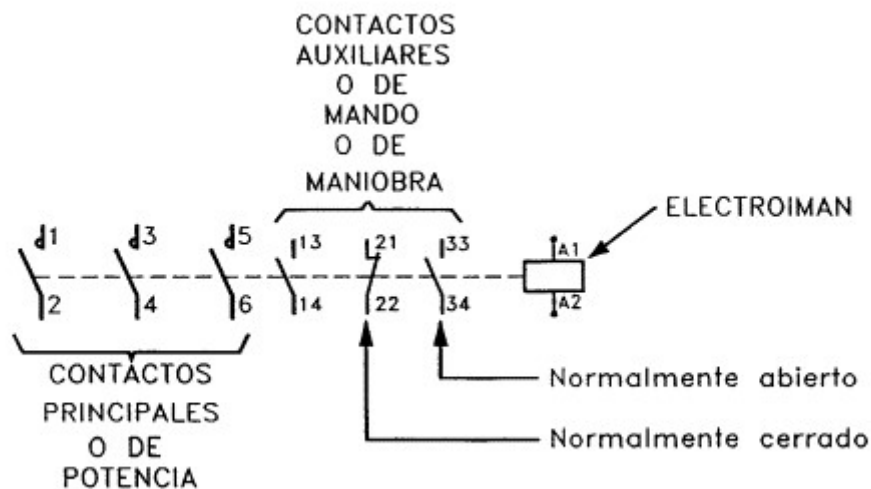 CONTACTOS
AUXILIARES
O DE
MANDO
O DE
MANIOBRA
ELECTROIMAN
1 3 5 13 21 33 A1
2 4 6 14 22 34 A2
CONTACTOS
PRINCIPALES
O DE
POTENCIA
Normalmente abierto
Normalmente cerrado